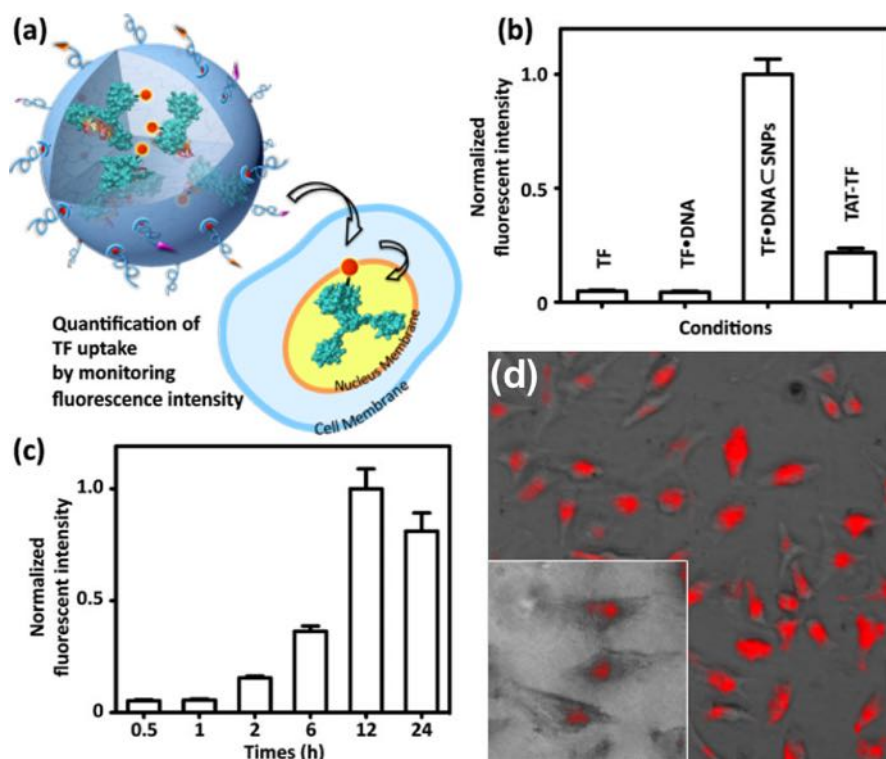 (a)
Quantification of
TF uptake
by monitoring
fluorescence intensity
Nucleus Membrane
Cell Membrane
(b)
Normalized
fluorescent intensity
1.0
0.5
0
TF
TF•DNA
TF•DNA⊂SNPs
TAT-TF
Conditions
(c)
Normalized
fluorescent intensity
1.0
0.5
0
0.5 1 2 6 12 24
Times (h)
(d)